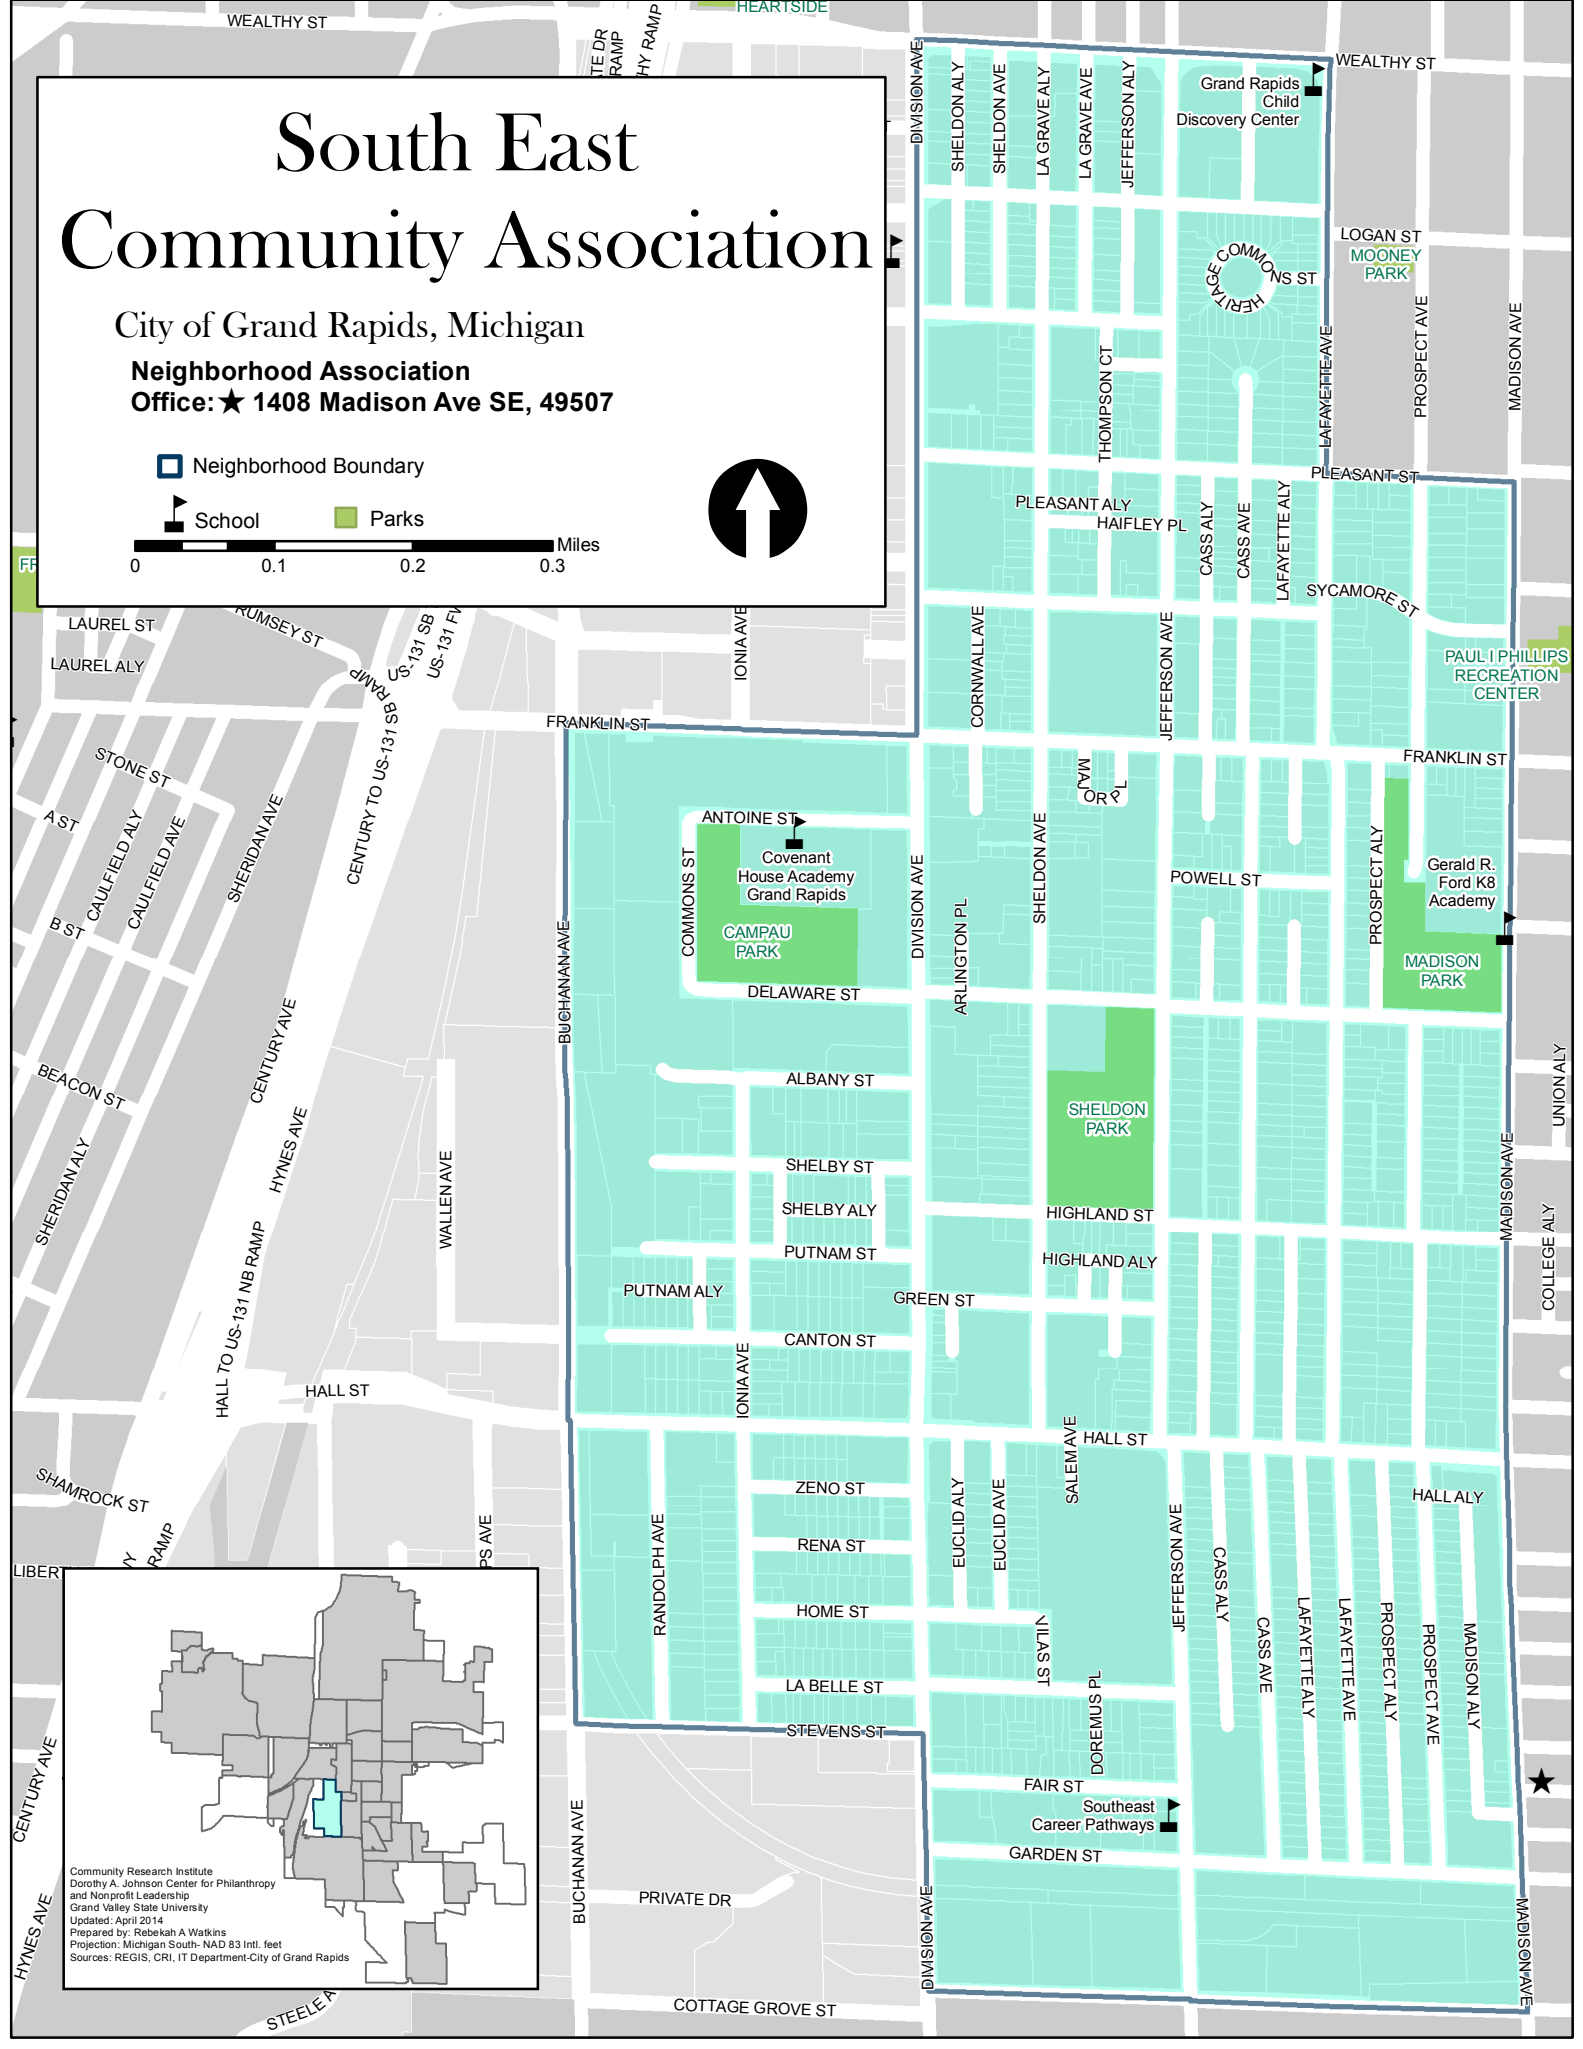 HEARTSIDE
WEALTHY ST
WEALTHY ST
South East
Community Association
City of Grand Rapids, Michigan
Neighborhood Association
Office: ★ 1408 Madison Ave SE, 49507
Neighborhood Boundary
School
Parks
Miles
0
0.1
0.2
0.3
DIVISION AVE
SHELDON ALY
SHELDON AVE
LA GRAVE ALY
LA GRAVE AVE
JEFFERSON ALY
Grand Rapids
Child
Discovery Center
LOGAN ST
MOONEY
PARK
HERITAGE COMMONS ST
THOMPSON CT
LAFAYETTE AVE
PROSPECT AVE
MADISON AVE
PLEASANT ST
PLEASANT ALY
HAIFLEY PL
CASS ALY
CASS AVE
LAFAYETTE ALY
SYCAMORE ST
PAUL I PHILLIPS
RECREATION
CENTER
RUMSEY ST
LAUREL ST
LAUREL ALY
US-131 SB
RAMP
IONIA AVE
CORNWALL AVE
JEFFERSON AVE
FRANKLIN ST
FRANKLIN ST
STONE ST
A ST
CAULFIELD ALY
CAULFIELD AVE
SHERIDAN AVE
CENTURY TO US-131 SB
B ST
MAJOR PL
ANTOINE ST
Covenant
House Academy
Grand Rapids
COMMONS ST
CAMPAU
PARK
DIVISION AVE
ARLINGTON PL
SHELDON AVE
POWELL ST
PROSPECT ALY
Gerald R.
Ford K8
Academy
MADISON
PARK
BUCHANAN AVE
DELAWARE ST
CENTURY AVE
BEACON ST
HYNES AVE
SHERIDAN ALY
WALLEN AVE
ALBANY ST
SHELDON
PARK
SHELBY ST
SHELBY ALY
PUTNAM ST
PUTNAM ALY
HIGHLAND ST
HIGHLAND ALY
GREEN ST
CANTON ST
IONIA AVE
UNION ALY
MADISON AVE
COLLEGE ALY
HALL TO US-131 NB RAMP
HALL ST
HALL ST
SALEM AVE
HALL ALY
SHAMROCK ST
ZENO ST
RENA ST
HOME ST
LA BELLE ST
STEVENS ST
RANDOLPH AVE
EUCLID ALY
EUCLID AVE
VILAS ST
DOREMUS PL
JEFFERSON AVE
CASS ALY
CASS AVE
LAFAYETTE ALY
LAFAYETTE AVE
PROSPECT ALY
PROSPECT AVE
MADISON ALY
FAIR ST
Southeast
Career Pathways
GARDEN ST
RAMP
CENTURY AVE
HYNES AVE
BUCHANAN AVE
PRIVATE DR
DIVISION AVE
MADISON AVE
COTTAGE GROVE ST
Community Research Institute
Dorothy A. Johnson Center for Philanthropy
and Nonprofit Leadership
Grand Valley State University
Updated: April 2014
Prepared by: Rebekah A Watkins
Projection: Michigan South- NAD 83 Intl. feet
Sources: REGIS, CRI, IT Department-City of Grand Rapids